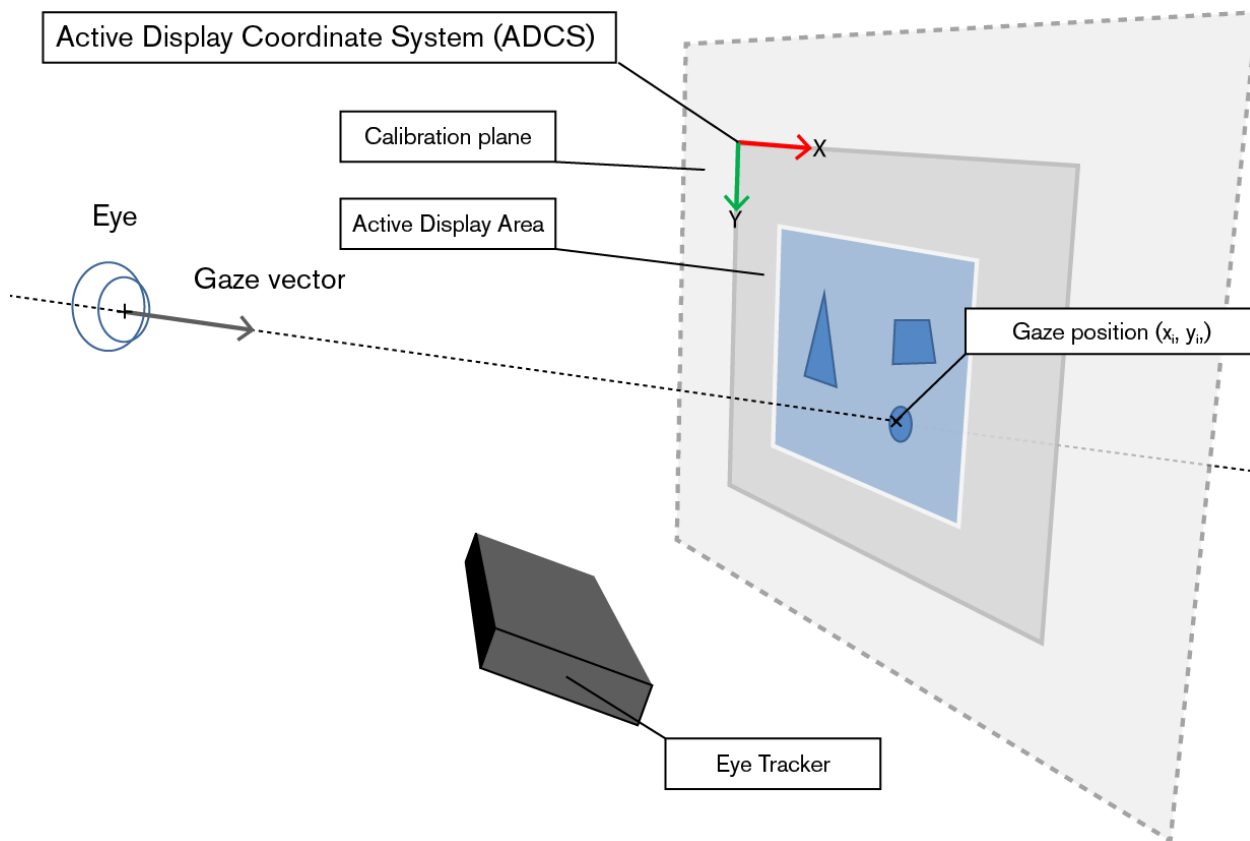 Active Display Coordinate System (ADCS)
Calibration plane
X
Active Display Area
Y
Eye
Gaze vector
Gaze position (xᵢ, yᵢ,)
Eye Tracker